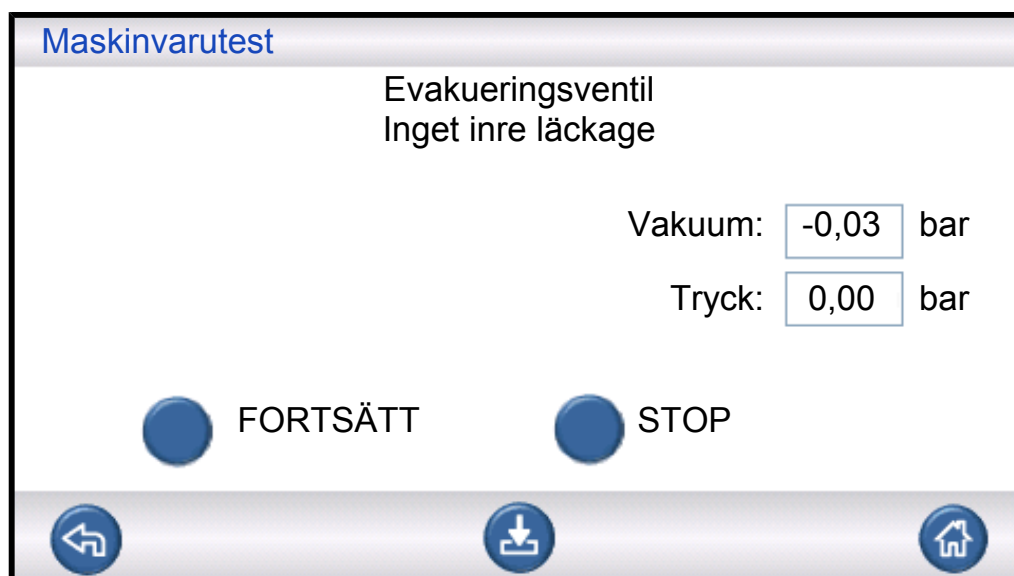 Maskinvarutest
Evakueringsventil
Inget inre läckage
Vakuum: -0,03 bar
Tryck: 0,00 bar
FORTSÄTT STOP